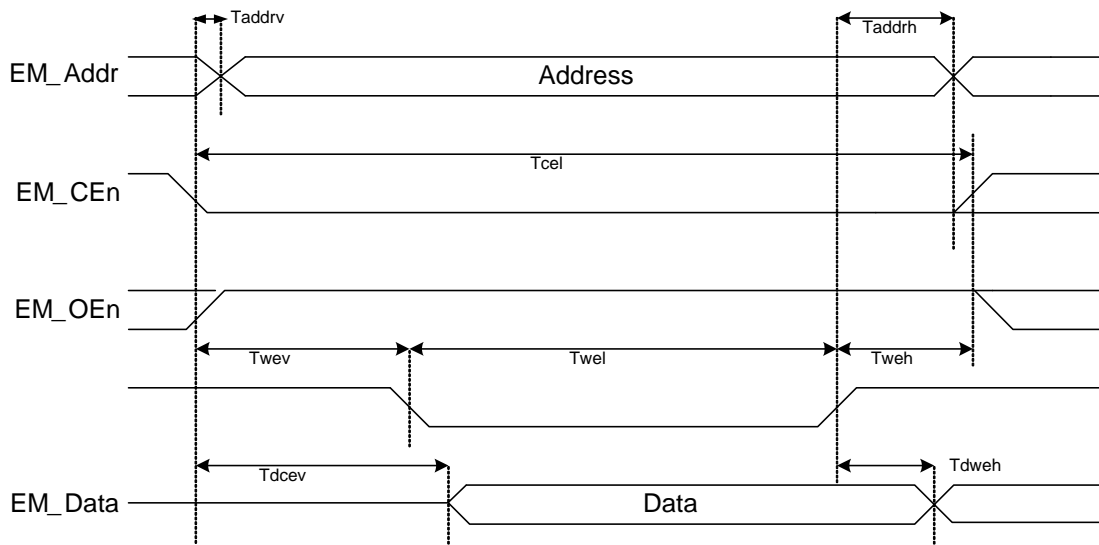 Taddrv
Taddrh
EM_Addr
Address
Tcel
EM_CEn
EM_OEn
Twev
Twel
Tweh
Tdcev
Tdweh
EM_Data
Data